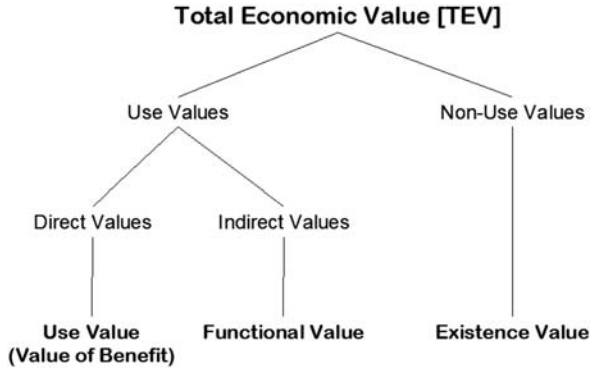 Total Economic Value [TEV]
Use Values
Non-Use Values
Direct Values
Indirect Values
Use Value
(Value of Benefit)
Functional Value
Existence Value